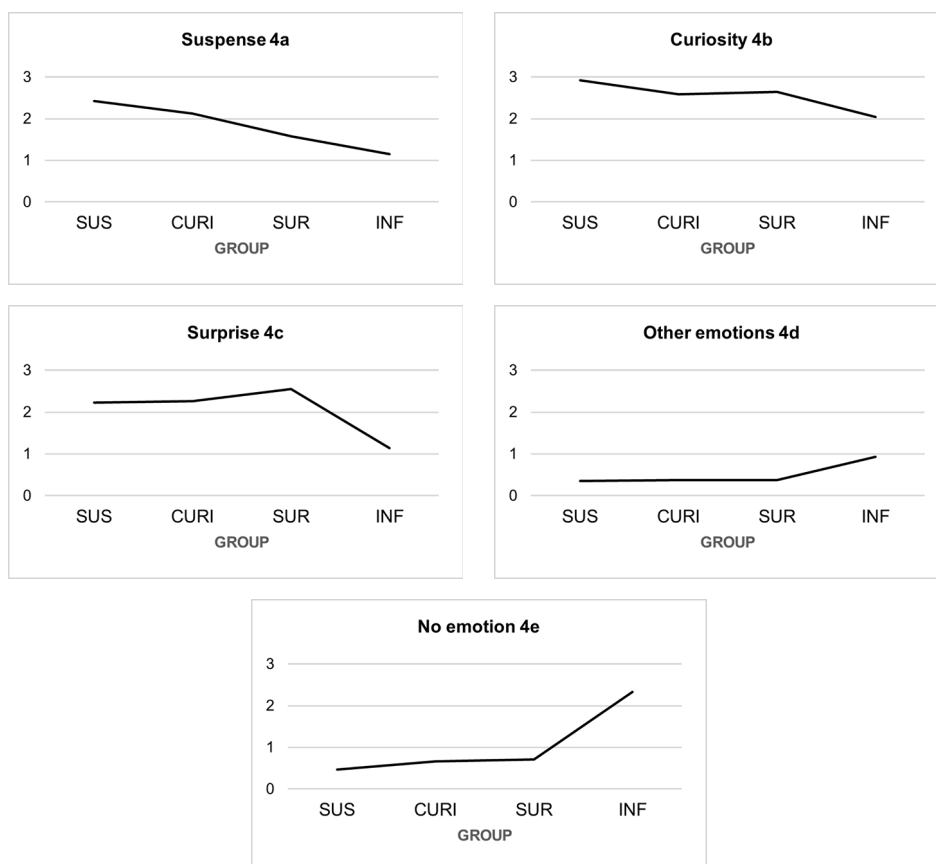 Suspense 4a
3
2
1
0
SUS CURI SUR INF
GROUP
Curiosity 4b
3
2
1
0
SUS CURI SUR INF
GROUP
Surprise 4c
3
2
1
0
SUS CURI SUR INF
GROUP
Other emotions 4d
3
2
1
0
SUS CURI SUR INF
GROUP
No emotion 4e
3
2
1
0
SUS CURI SUR INF
GROUP